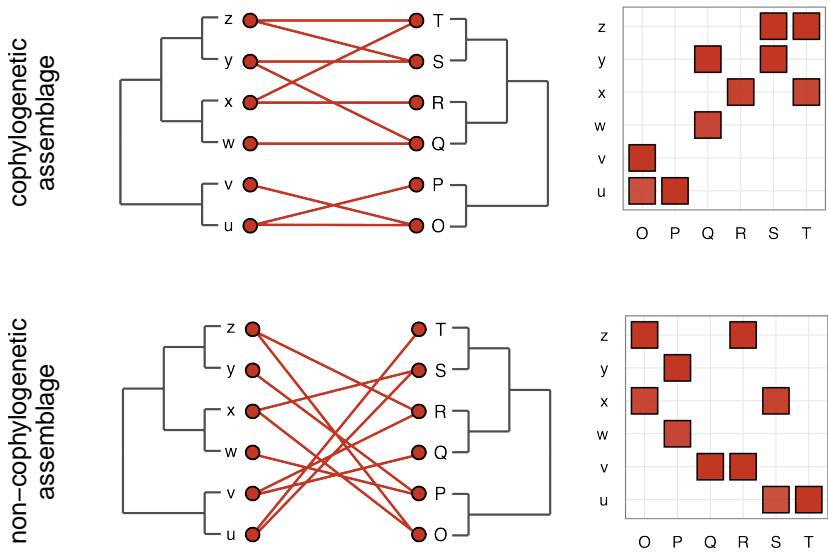 cophylogenetic
assemblage
z T
y S
x R
w Q
v P
u O
z
y
x
w
v
u
O P Q R S T
non−cophylogenetic
assemblage
z T
y S
x R
w Q
v P
u O
z
y
x
w
v
u
O P Q R S T